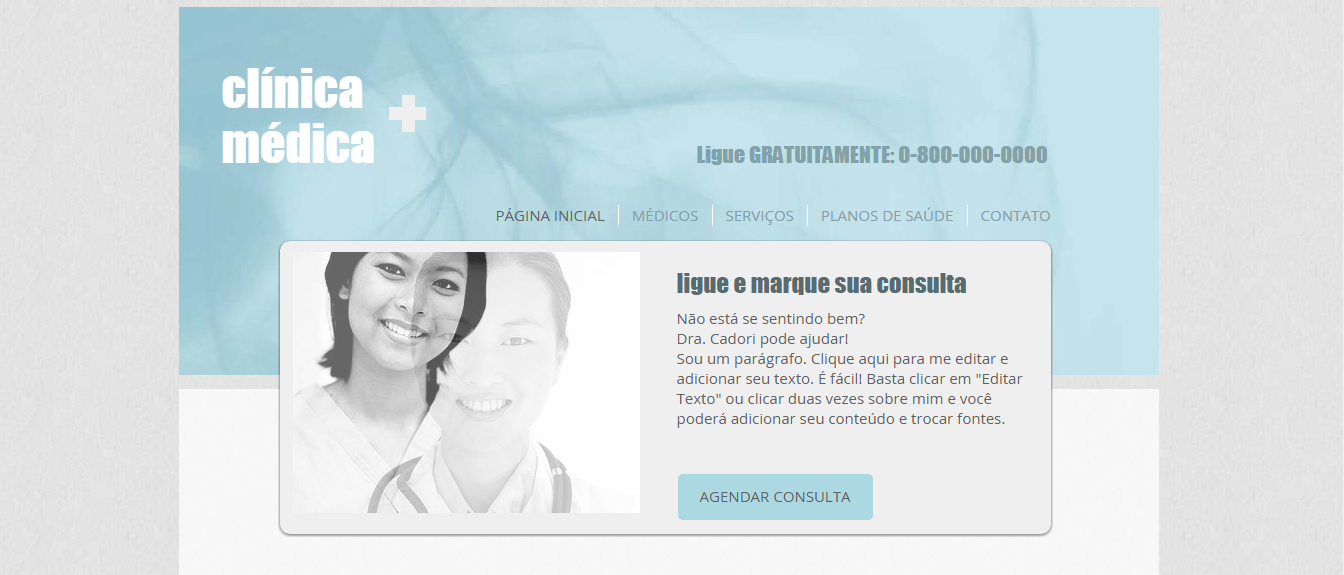 clínica
médica
Ligue GRATUITAMENTE: 0-800-000-0000
PÁGINA INICIAL
MÉDICOS
SERVIÇOS
PLANOS DE SAÚDE
CONTATO
ligue e marque sua consulta
Não está se sentindo bem?
Dra. Cadori pode ajudar!
Sou um parágrafo. Clique aqui para me editar e
adicionar seu texto. É fácil! Basta clicar em "Editar
Texto" ou clicar duas vezes sobre mim e você
poderá adicionar seu conteúdo e trocar fontes.
AGENDAR CONSULTA